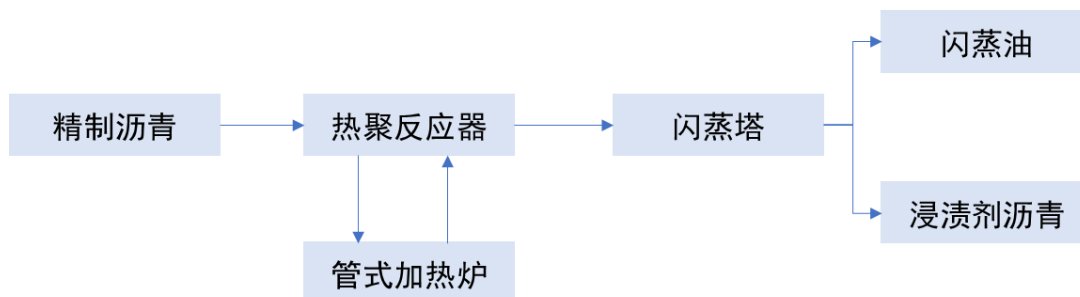 精制沥青
热聚反应器
管式加热炉
闪蒸塔
闪蒸油
浸渍剂沥青